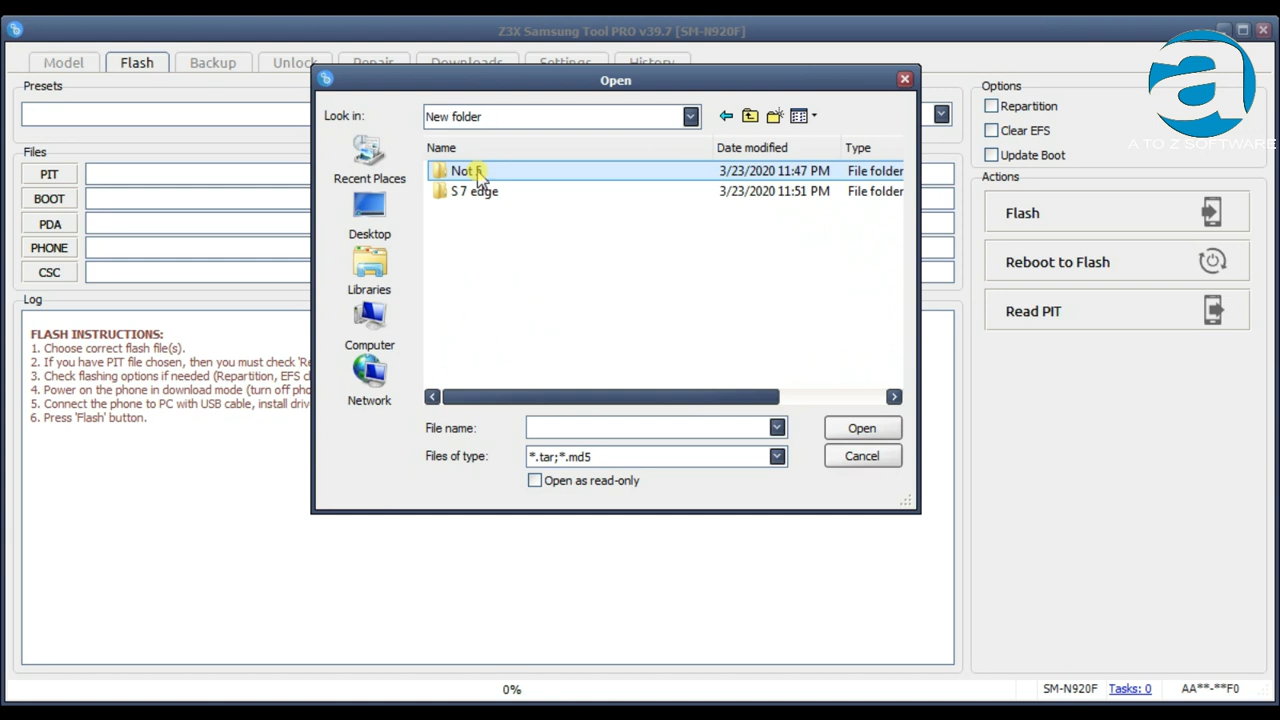 Z3X Samsung Tool PRO v39.7 [SM-N920F]
Model
Flash
Backup
Unlock
Repair
Downloads
Settings
History
Presets
Files
PIT
BOOT
PDA
PHONE
CSC
Log
FLASH INSTRUCTIONS:
1. Choose correct flash file(s).
2. If you have PIT file chosen, then you must check 'Re
3. Check flashing options if needed (Repartition, EFS c
4. Power on the phone in download mode (turn off pho
5. Connect the phone to PC with USB cable, install driv
6. Press 'Flash' button.
Open
Look in:
New folder
Name
Date modified
Type
Not 5
3/23/2020 11:47 PM
File folder
S 7 edge
3/23/2020 11:51 PM
File folder
Recent Places
Desktop
Libraries
Computer
Network
File name:
Open
Files of type:
*.tar;*.md5
Cancel
Open as read-only
Options
Repartition
Clear EFS
Update Boot
A TO Z SOFTWARE
Actions
Flash
Reboot to Flash
Read PIT
0%
SM-N920F
Tasks: 0
AA**-**F0